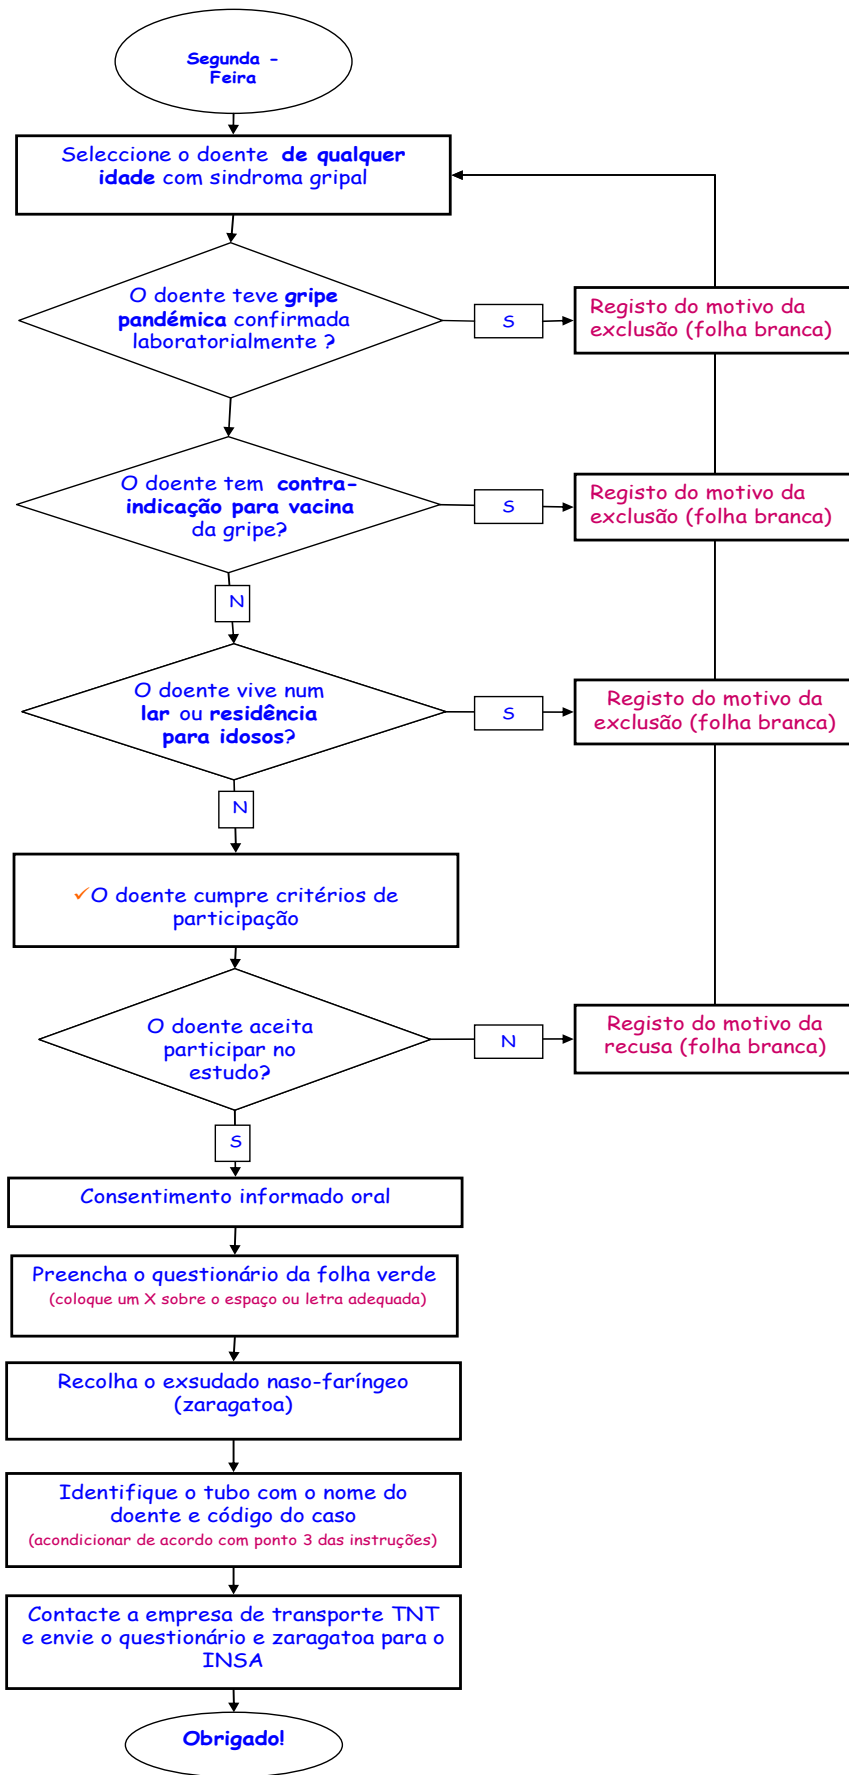 Segunda -
Feira
Seleccione o doente de qualquer
idade com sindroma gripal
O doente teve gripe
pandémica confirmada
laboratorialmente ?
S
Registo do motivo da
exclusão (folha branca)
O doente tem contra-
indicação para vacina
da gripe?
S
Registo do motivo da
exclusão (folha branca)
N
O doente vive num
lar ou residência
para idosos?
S
Registo do motivo da
exclusão (folha branca)
N
✓O doente cumpre critérios de
participação
O doente aceita
participar no
estudo?
N
Registo do motivo da
recusa (folha branca)
S
Consentimento informado oral
Preencha o questionário da folha verde
(coloque um X sobre o espaço ou letra adequada)
Recolha o exsudado naso-faríngeo
(zaragatoa)
Identifique o tubo com o nome do
doente e código do caso
(acondicionar de acordo com ponto 3 das instruções)
Contacte a empresa de transporte TNT
e envie o questionário e zaragatoa para o
INSA
Obrigado!